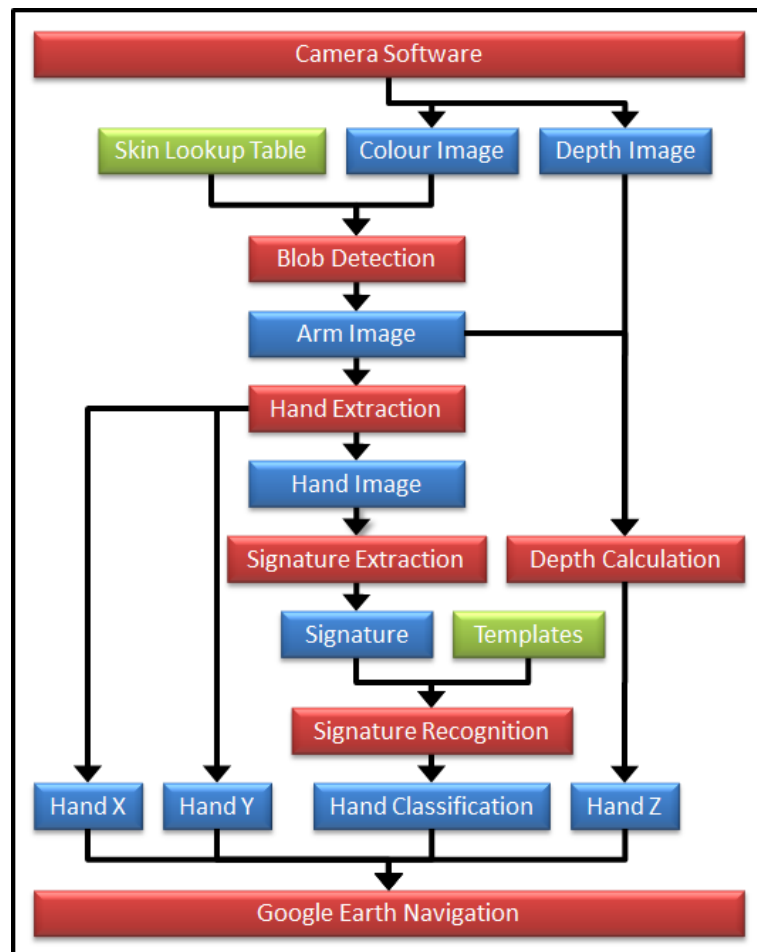 Camera Software
Skin Lookup Table
Colour Image
Depth Image
Blob Detection
Arm Image
Hand Extraction
Hand Image
Signature Extraction
Depth Calculation
Signature
Templates
Signature Recognition
Hand X
Hand Y
Hand Classification
Hand Z
Google Earth Navigation